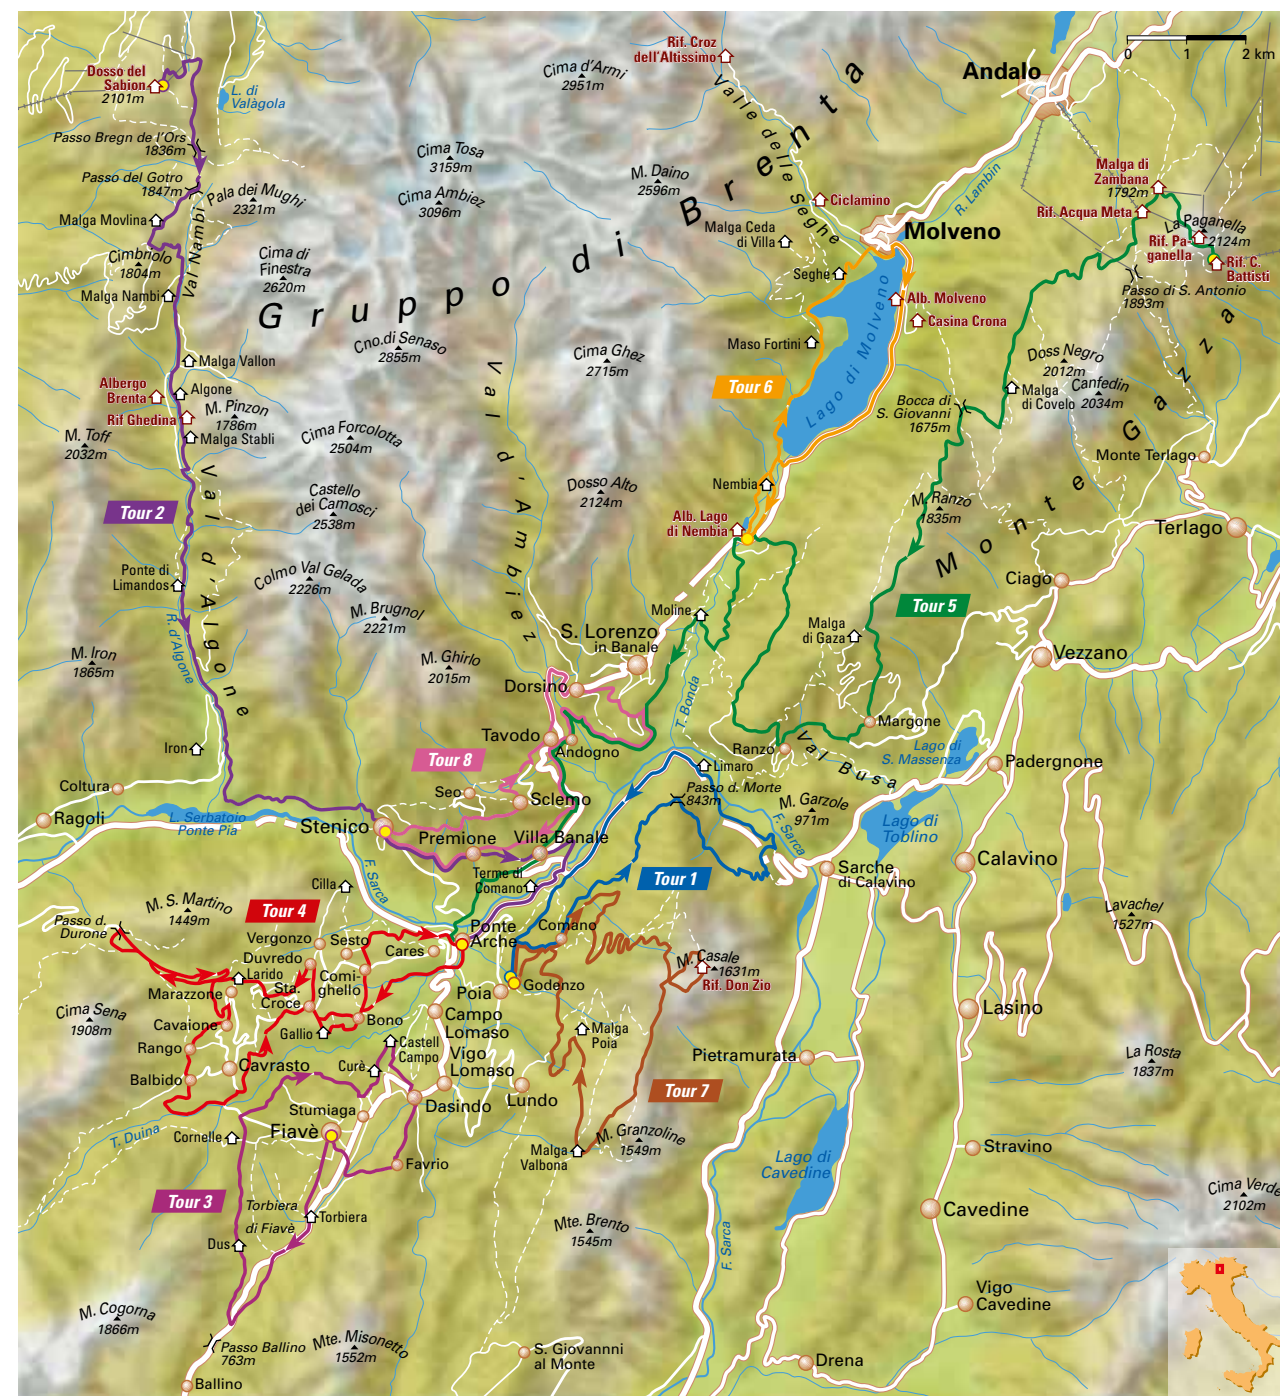 Rif. Croz
dell'Altissimo
Cima d'Armi
2951m
0 1 2 km
Andalo
Dosso del
Sabion
2101m
L. di
Valàgola
Passo Bregn de l'Ors
1836m
Passo del Gotro
1847m
Pala dei Mughi
2321m
Malga Movlina
Val Nambi
Cimbriolo
1804m
Malga Nambi
Cima di
Finestra
2620m
Cima Tosa
3159m
Cima Ambiez
3096m
M. Daino
2596m
Valle delle Seghe
Gruppo di Brenta
Ciclamino
Malga Ceda
di Villa
Seghe
Molveno
R. Lambin
Malga di
Zambana
1792m
Rif. Acqua Meta
La Paganella
2124m
Rif. Pa-
ganella
Rif. C.
Battisti
Passo di S. Antonio
1893m
Alb. Molveno
Casina Crona
Lago di Molveno
Maso Fortini
Tour 6
Cno.di Senaso
2855m
Cima Ghez
2715m
Val d'Ambiez
Malga Vallon
Albergo
Brenta
Algone
Rif Ghedina
M. Pinzon
1786m
Malga Stabli
M. Toff
2032m
Cima Forcolotta
2504m
Castello
dei Camosci
2538m
Dosso Alto
2124m
Nembia
Alb. Lago
di Nembia
Doss Negro
2012m
Malga
di Covelo
Canfedin
2034m
Bocca di
S. Giovanni
1675m
Monte Gazza
Monte Terlago
M. Ranzo
1835m
Terlago
Tour 2
Val d'Algone
Ponte di
Limandos
R. d'Algone
Colmo Val Gelada
2226m
M. Brugnol
2221m
M. Ghirlo
2015m
M. Iron
1865m
Iron
Moline
S. Lorenzo
in Banale
Dorsino
T. Bonda
Malga
di Gaza
Tour 5
Ciago
Vezzano
Margone
Ranzo
Val Busa
Lago di
S. Massenza
Padergnone
Tavodo
Andogno
Tour 8
Seo
Sclemo
Limaro
Passo d. Morte
843m
M. Garzole
971m
F. Sarca
Coltura
Ragoli
L. Serbatoio
Ponte Pia
Stenico
Premione
Villa Banale
Terme di
Comano
Tour 1
Lago di
Toblino
Sarche
di Calavino
Calavino
Lavachel
1527m
F. Sarca
Cilla
M. S. Martino
1449m
Passo d.
Durone
Tour 4
Vergonzo
Sesto
Duvredo
Comi-
ghello
Cares
Ponte
Arche
Comano
M. Casale
1631m
Rif. Don Zio
Larido
Marazzone
Sta.
Croce
Cima Sena
1908m
Cavaione
Rango
Gallio
Bono
Poia
Godenzo
Campo
Lomaso
Malga
Poia
Lasino
Castell
Campo
Cavrasto
Balbido
Curè
Vigo
Lomaso
Dasindo
Lundo
Pietramurata
La Rosta
1837m
Tour 7
Stumiaga
Fiavè
T. Duina
Cornelle
Malga
Valbona
M. Granzoline
1549m
Lago di
Cavedine
Stravino
Favrio
Tour 3
Torbiera
di Fiavè
Torbiera
Dus
Mte. Brento
1545m
F. Sarca
Cavedine
Cima Verde
2102m
M. Cogorna
1866m
Passo Ballino
763m
Mte. Misonetto
1552m
S. Giovannni
al Monte
Vigo
Cavedine
Drena
Ballino